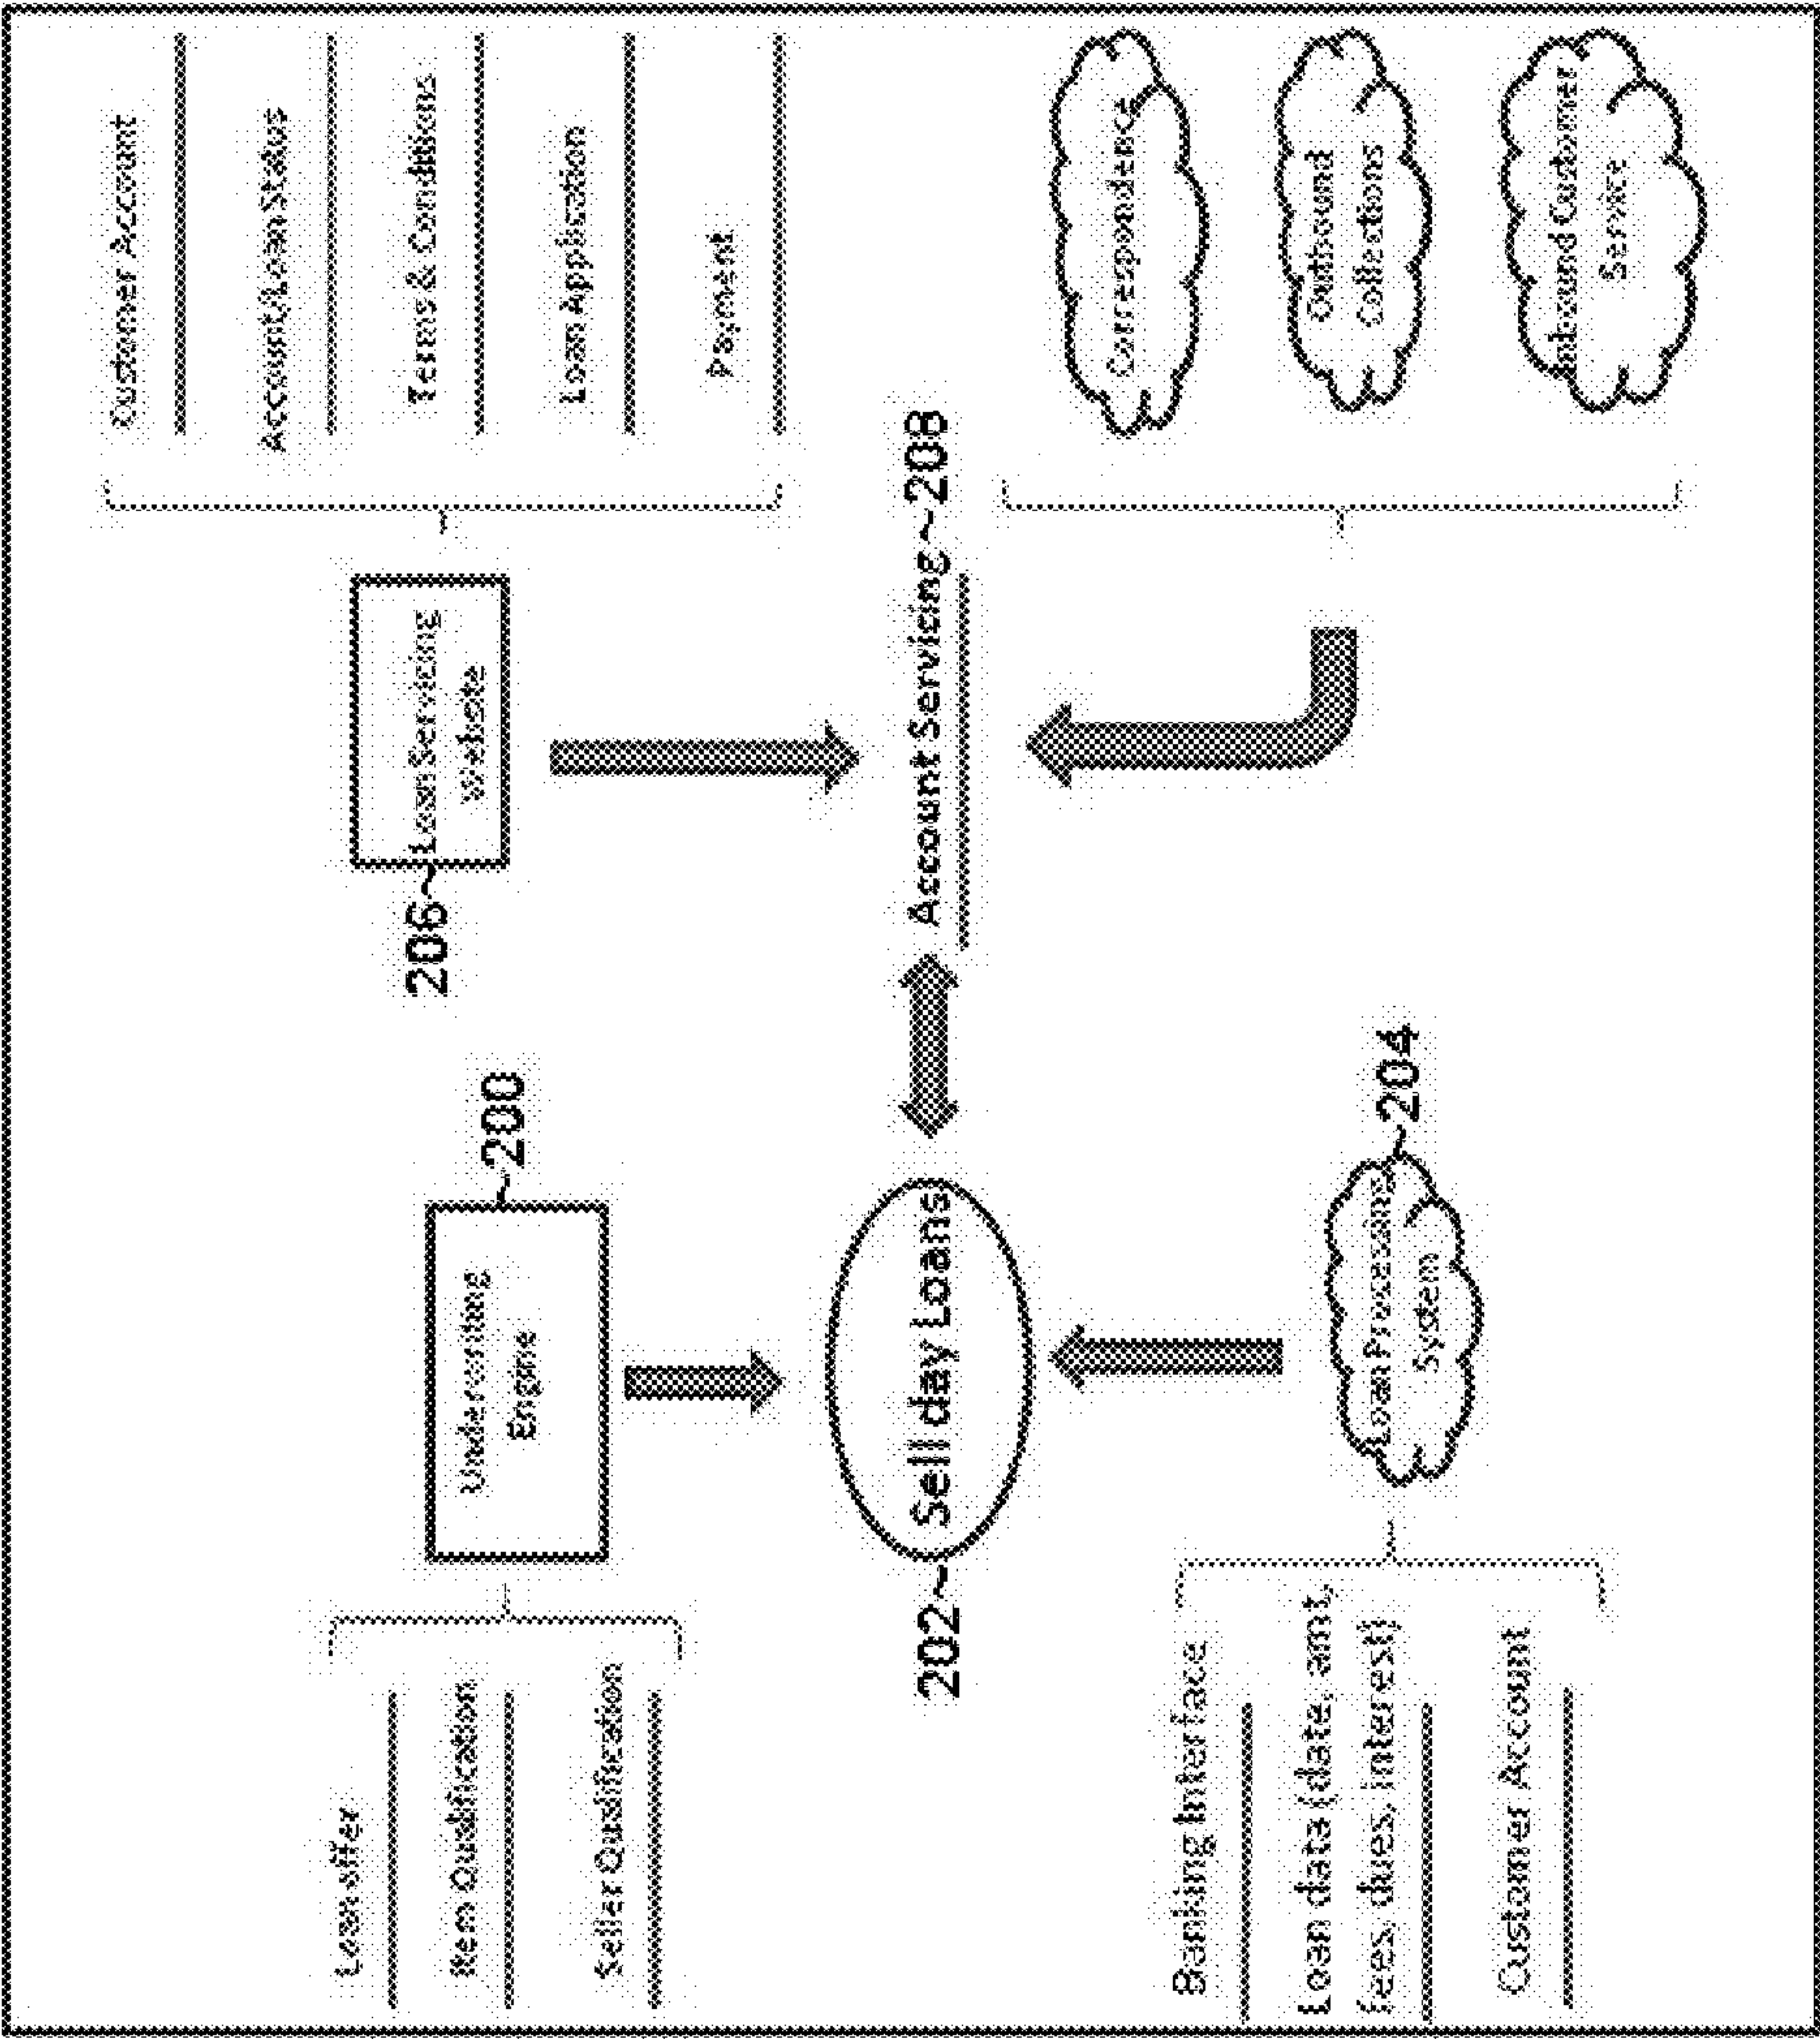 Loan offer
Item Qualification
Seller Qualification
Underwriting
Engine
~200
206~
Loan Servicing
Website
Customer Account
Account/Loan Status
Terms & Conditions
Loan Application
Payment
202~
Sell day Loans
Account Servicing~208
Banking Interface
Loan data (date, amt,
fees, dues, interest)
Customer Account
Loan Processing
System
~204
Correspondence
Outbound
Collections
Inbound Customer
Service